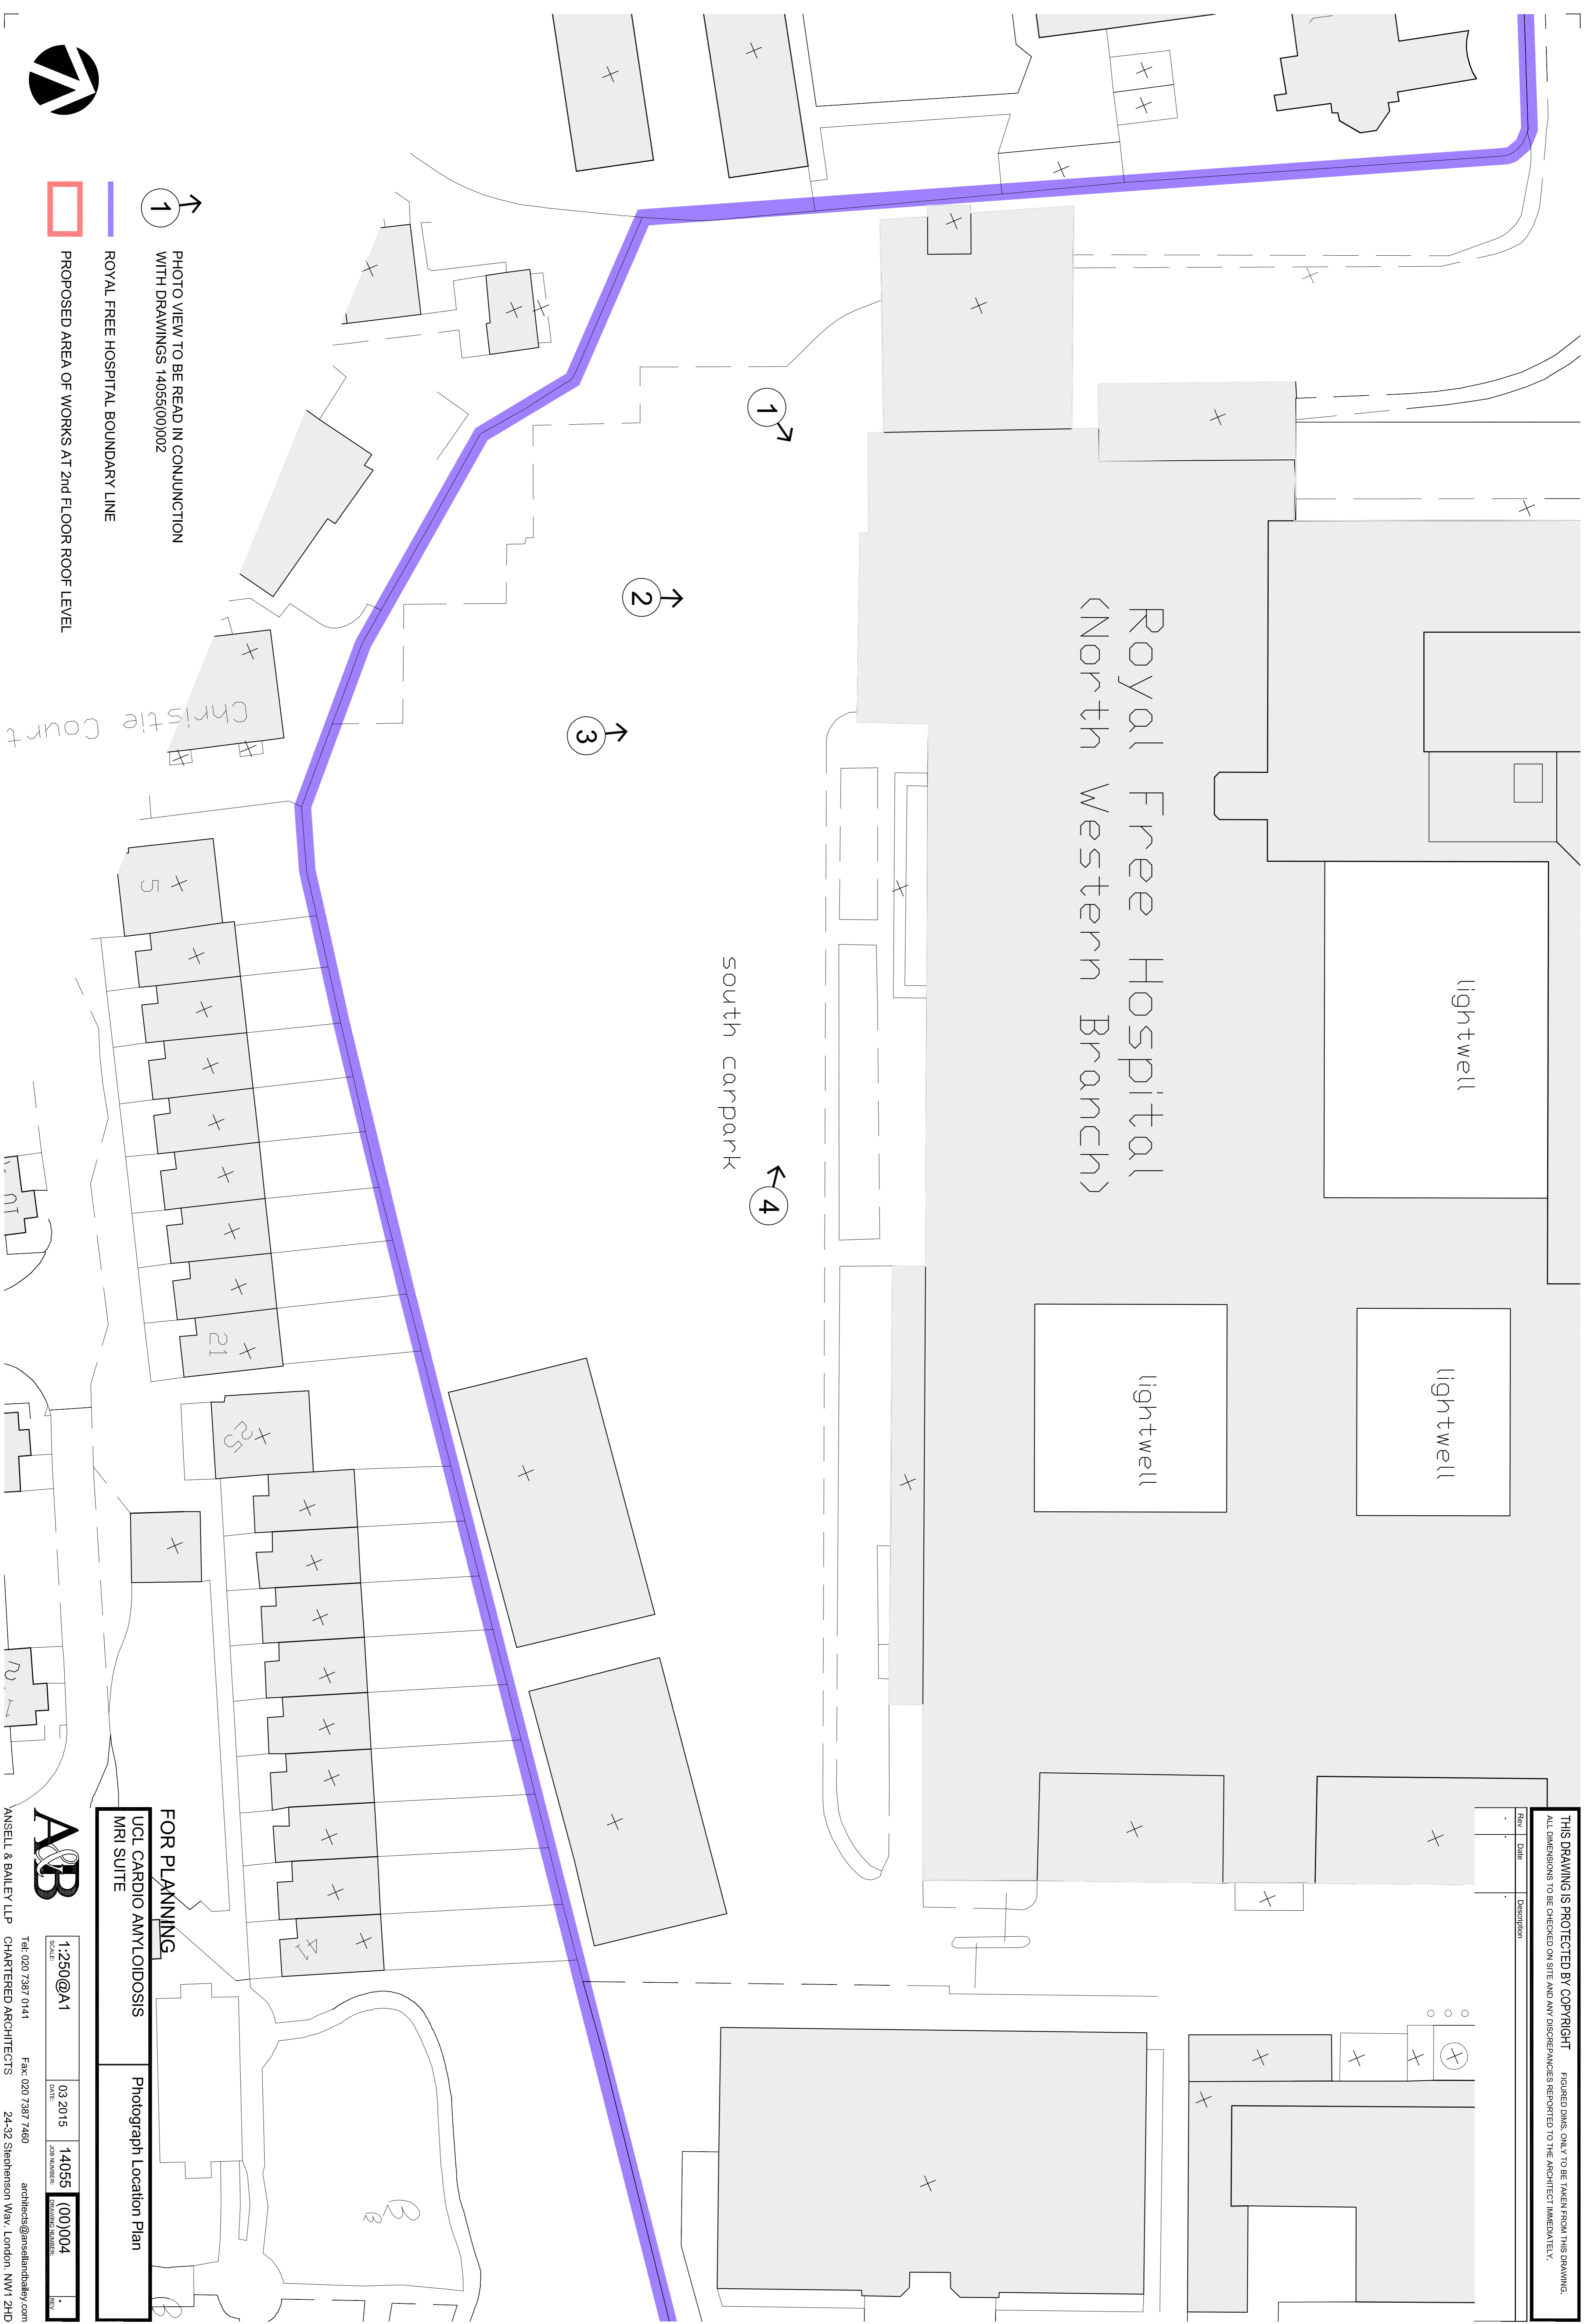 THIS DRAWING IS PROTECTED BY COPYRIGHT FIGURED DIMS. ONLY TO BE TAKEN FROM THIS DRAWING.
ALL DIMENSIONS TO BE CHECKED ON SITE AND ANY DISCREPANCIES REPORTED TO THE ARCHITECT IMMEDIATELY.
Rev Date Description
lightwell
lightwell
lightwell
Royal Free Hospital
(North Western Branch)
south carpark
1
2
3
4
Christie Court
5
21
25
41
1
PHOTO VIEW TO BE READ IN CONJUNCTION
WITH DRAWINGS 14055(00)002
ROYAL FREE HOSPITAL BOUNDARY LINE
PROPOSED AREA OF WORKS AT 2nd FLOOR ROOF LEVEL
FOR PLANNING
UCL CARDIO AMYLOIDOSIS
MRI SUITE
Photograph Location Plan
A&B
1:250@A1
SCALE:
03 2015
DATE:
14055
JOB NUMBER:
(00)004
DRAWING NUMBER:
REV
Tel: 020 7387 0141 Fax: 020 7387 7460 architects@ansellandbailey.com
ANSELL & BAILEY LLP CHARTERED ARCHITECTS 24-32 Stephenson Way, London, NW1 2HD